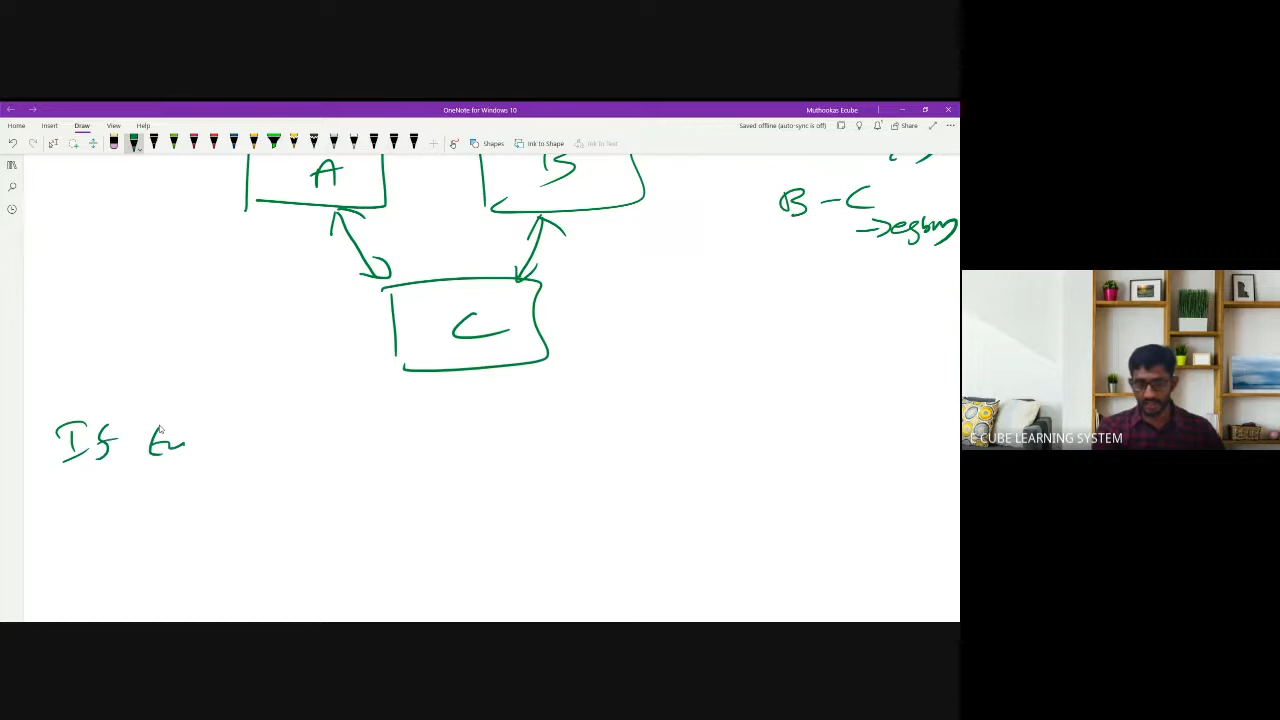 OneNote for Windows 10
Muthookas Ecube
Home Insert Draw View Help
Saved offline (auto-sync is off)
Share
Shapes
Ink to Shape
Ink to Text
A
B
B - C
C
If
E CUBE LEARNING SYSTEM